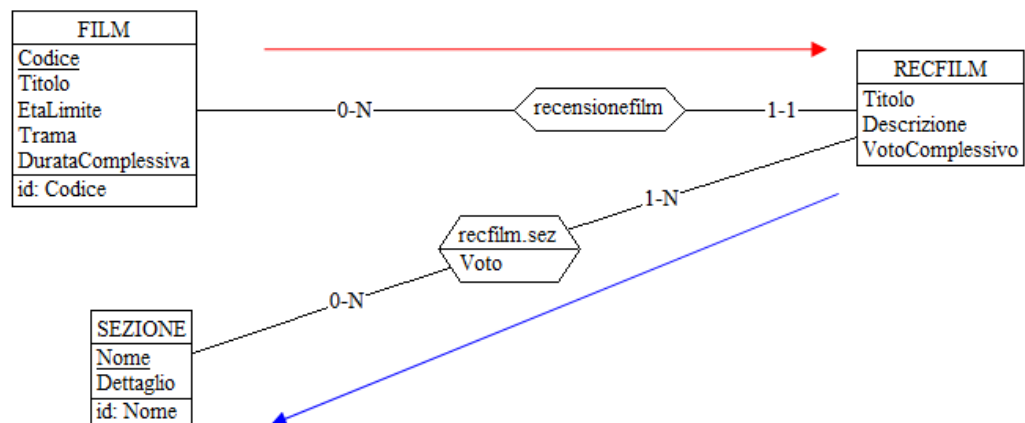 FILM
Codice
Titolo
EtaLimite
Trama
DurataComplessiva
id: Codice
0-N
recensionefilm
1-1
RECFILM
Titolo
Descrizione
VotoComplessivo
1-N
recfilm.sez
Voto
0-N
SEZIONE
Nome
Dettaglio
id: Nome